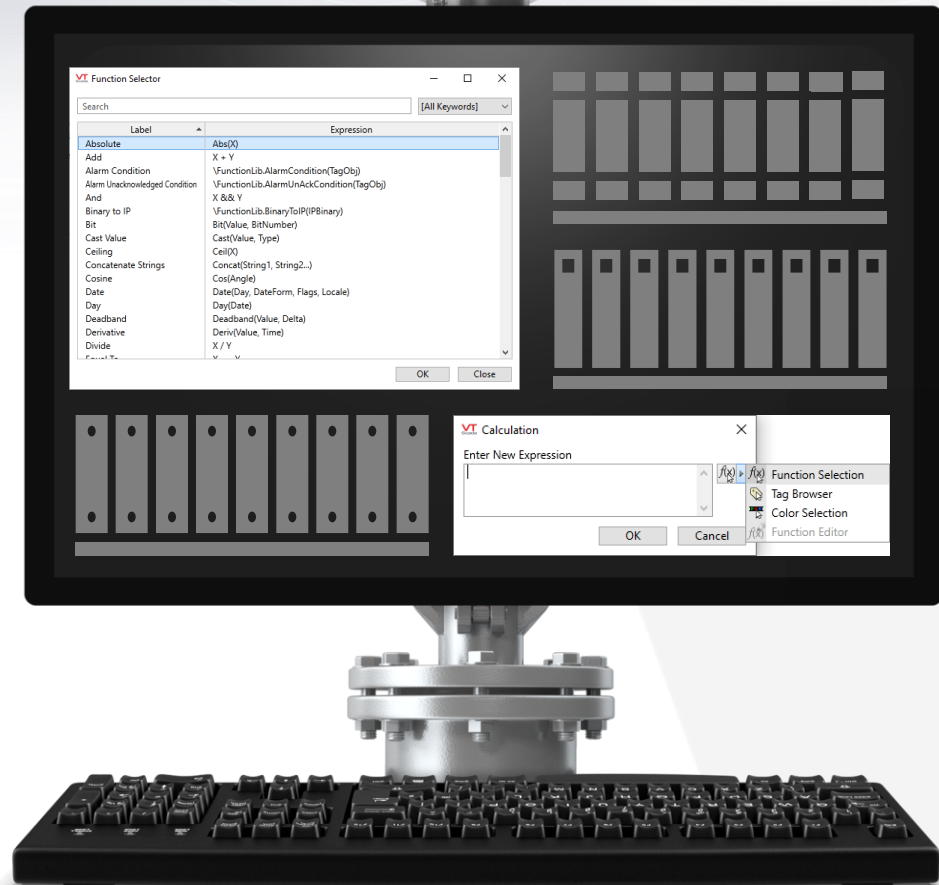 VT Function Selector
Search [All Keywords]
Label Expression
Absolute Abs(X)
Add X + Y
Alarm Condition \FunctionLib.AlarmCondition(TagObj)
Alarm Unacknowledged Condition \FunctionLib.AlarmUnAckCondition(TagObj)
And X && Y
Binary to IP \FunctionLib.BinaryToIP(IPBinary)
Bit Bit(Value, BitNumber)
Cast Value Cast(Value, Type)
Ceiling Ceil(X)
Concatenate Strings Concat(String1, String2...)
Cosine Cos(Angle)
Date Date(Day, DateForm, Flags, Locale)
Day Day(Date)
Deadband Deadband(Value, Delta)
Derivative Deriv(Value, Time)
Divide X / Y
OK Close
VT Calculation
Enter New Expression
f(x) f(x) Function Selection
Tag Browser
Color Selection
f(x) Function Editor
OK Cancel